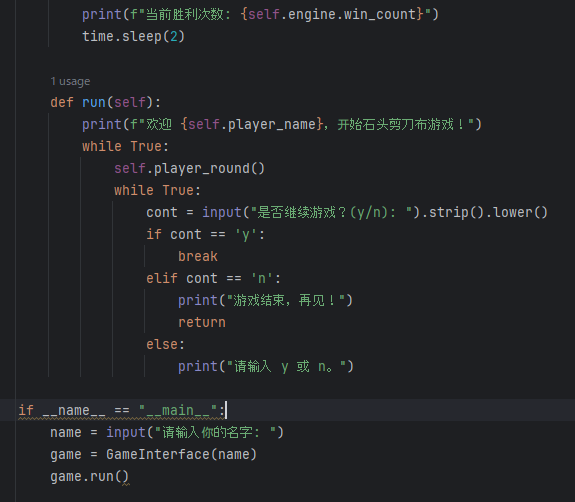 print(f"当前胜利次数: {self.engine.win_count}")
time.sleep(2)
1 usage
def run(self):
print(f"欢迎 {self.player_name}，开始石头剪刀布游戏！")
while True:
self.player_round()
while True:
cont = input("是否继续游戏？(y/n): ").strip().lower()
if cont == 'y':
break
elif cont == 'n':
print("游戏结束，再见！")
return
else:
print("请输入 y 或 n。")
if __name__ == "__main__":
name = input("请输入你的名字: ")
game = GameInterface(name)
game.run()